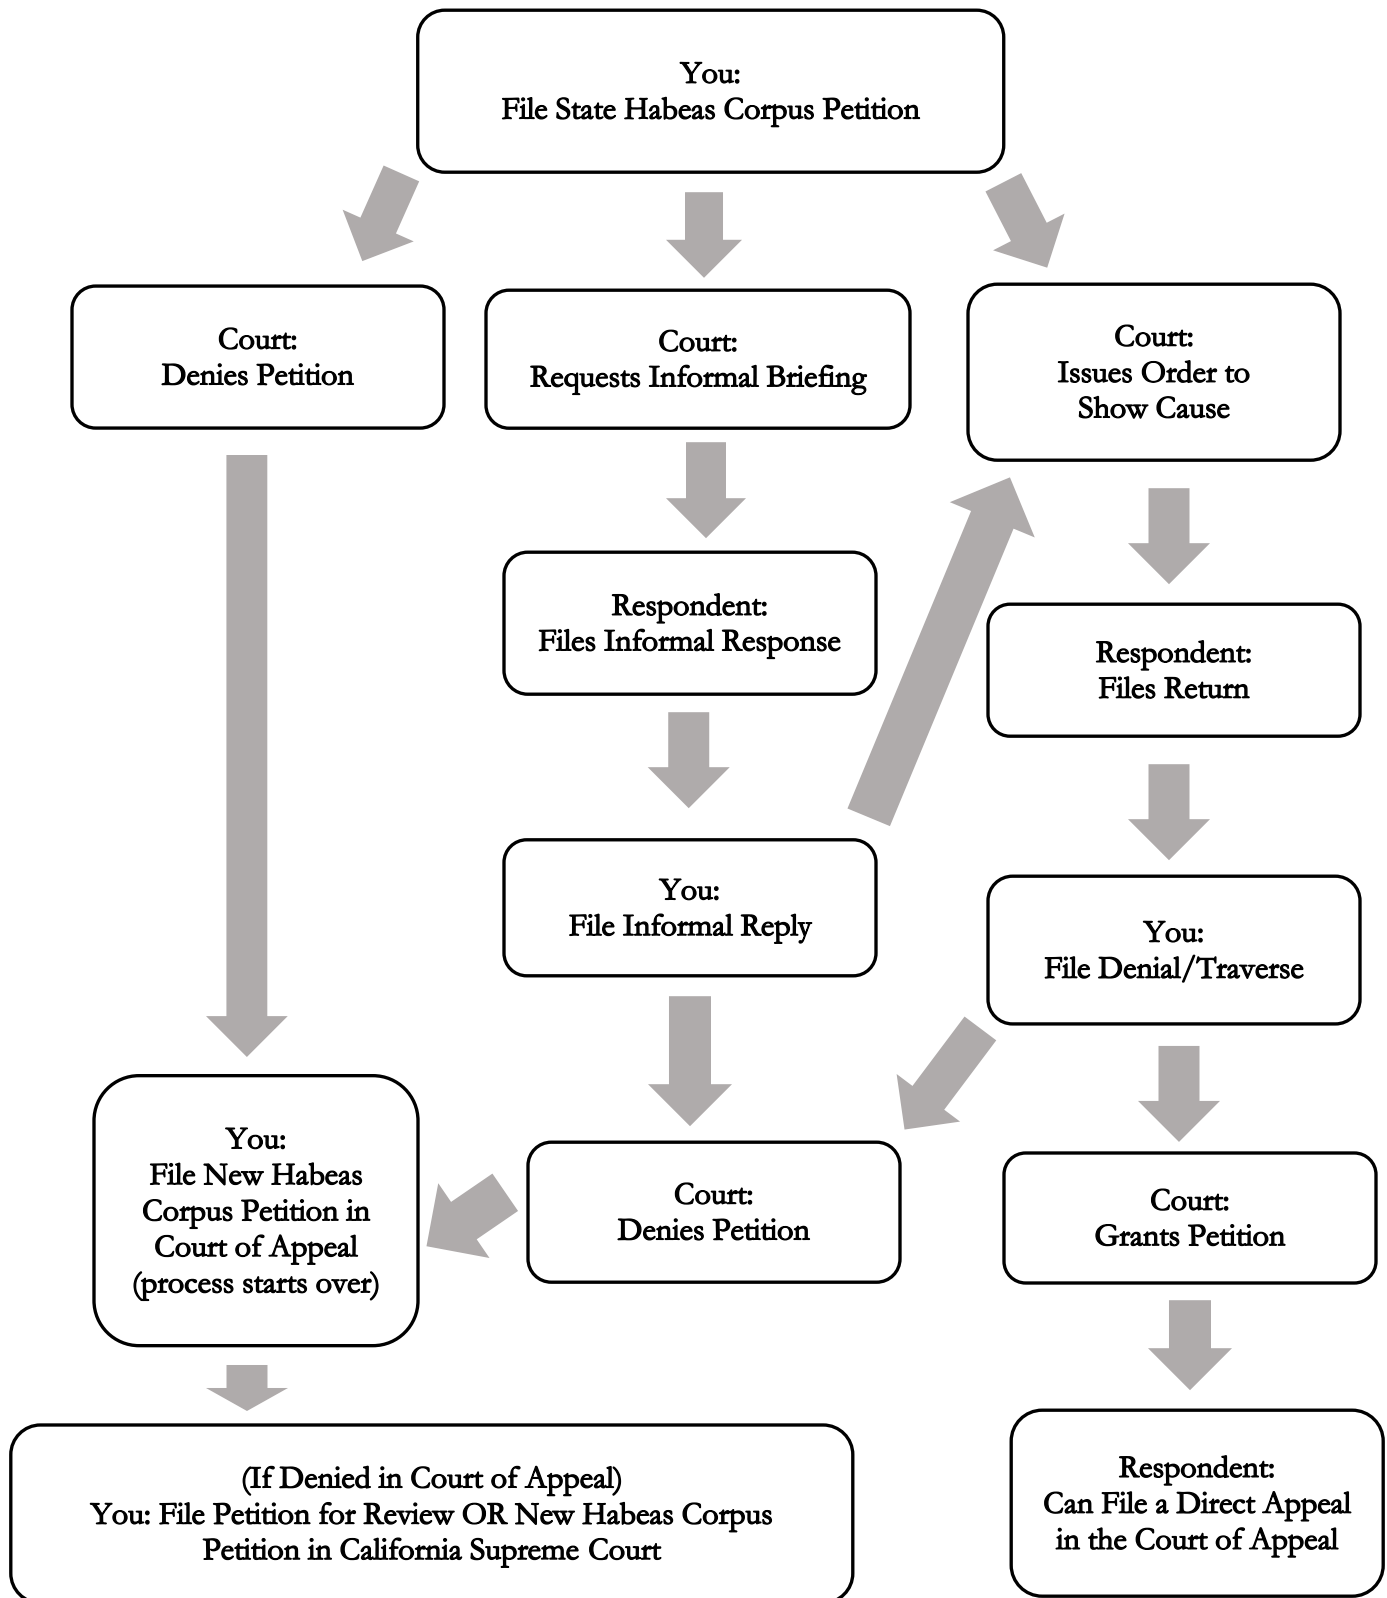 You:
File State Habeas Corpus Petition
Court:
Denies Petition
Court:
Requests Informal Briefing
Court:
Issues Order to
Show Cause
Respondent:
Files Informal Response
Respondent:
Files Return
You:
File Informal Reply
You:
File Denial/Traverse
You:
File New Habeas
Corpus Petition in
Court of Appeal
(process starts over)
Court:
Denies Petition
Court:
Grants Petition
(If Denied in Court of Appeal)
You: File Petition for Review OR New Habeas Corpus
Petition in California Supreme Court
Respondent:
Can File a Direct Appeal
in the Court of Appeal